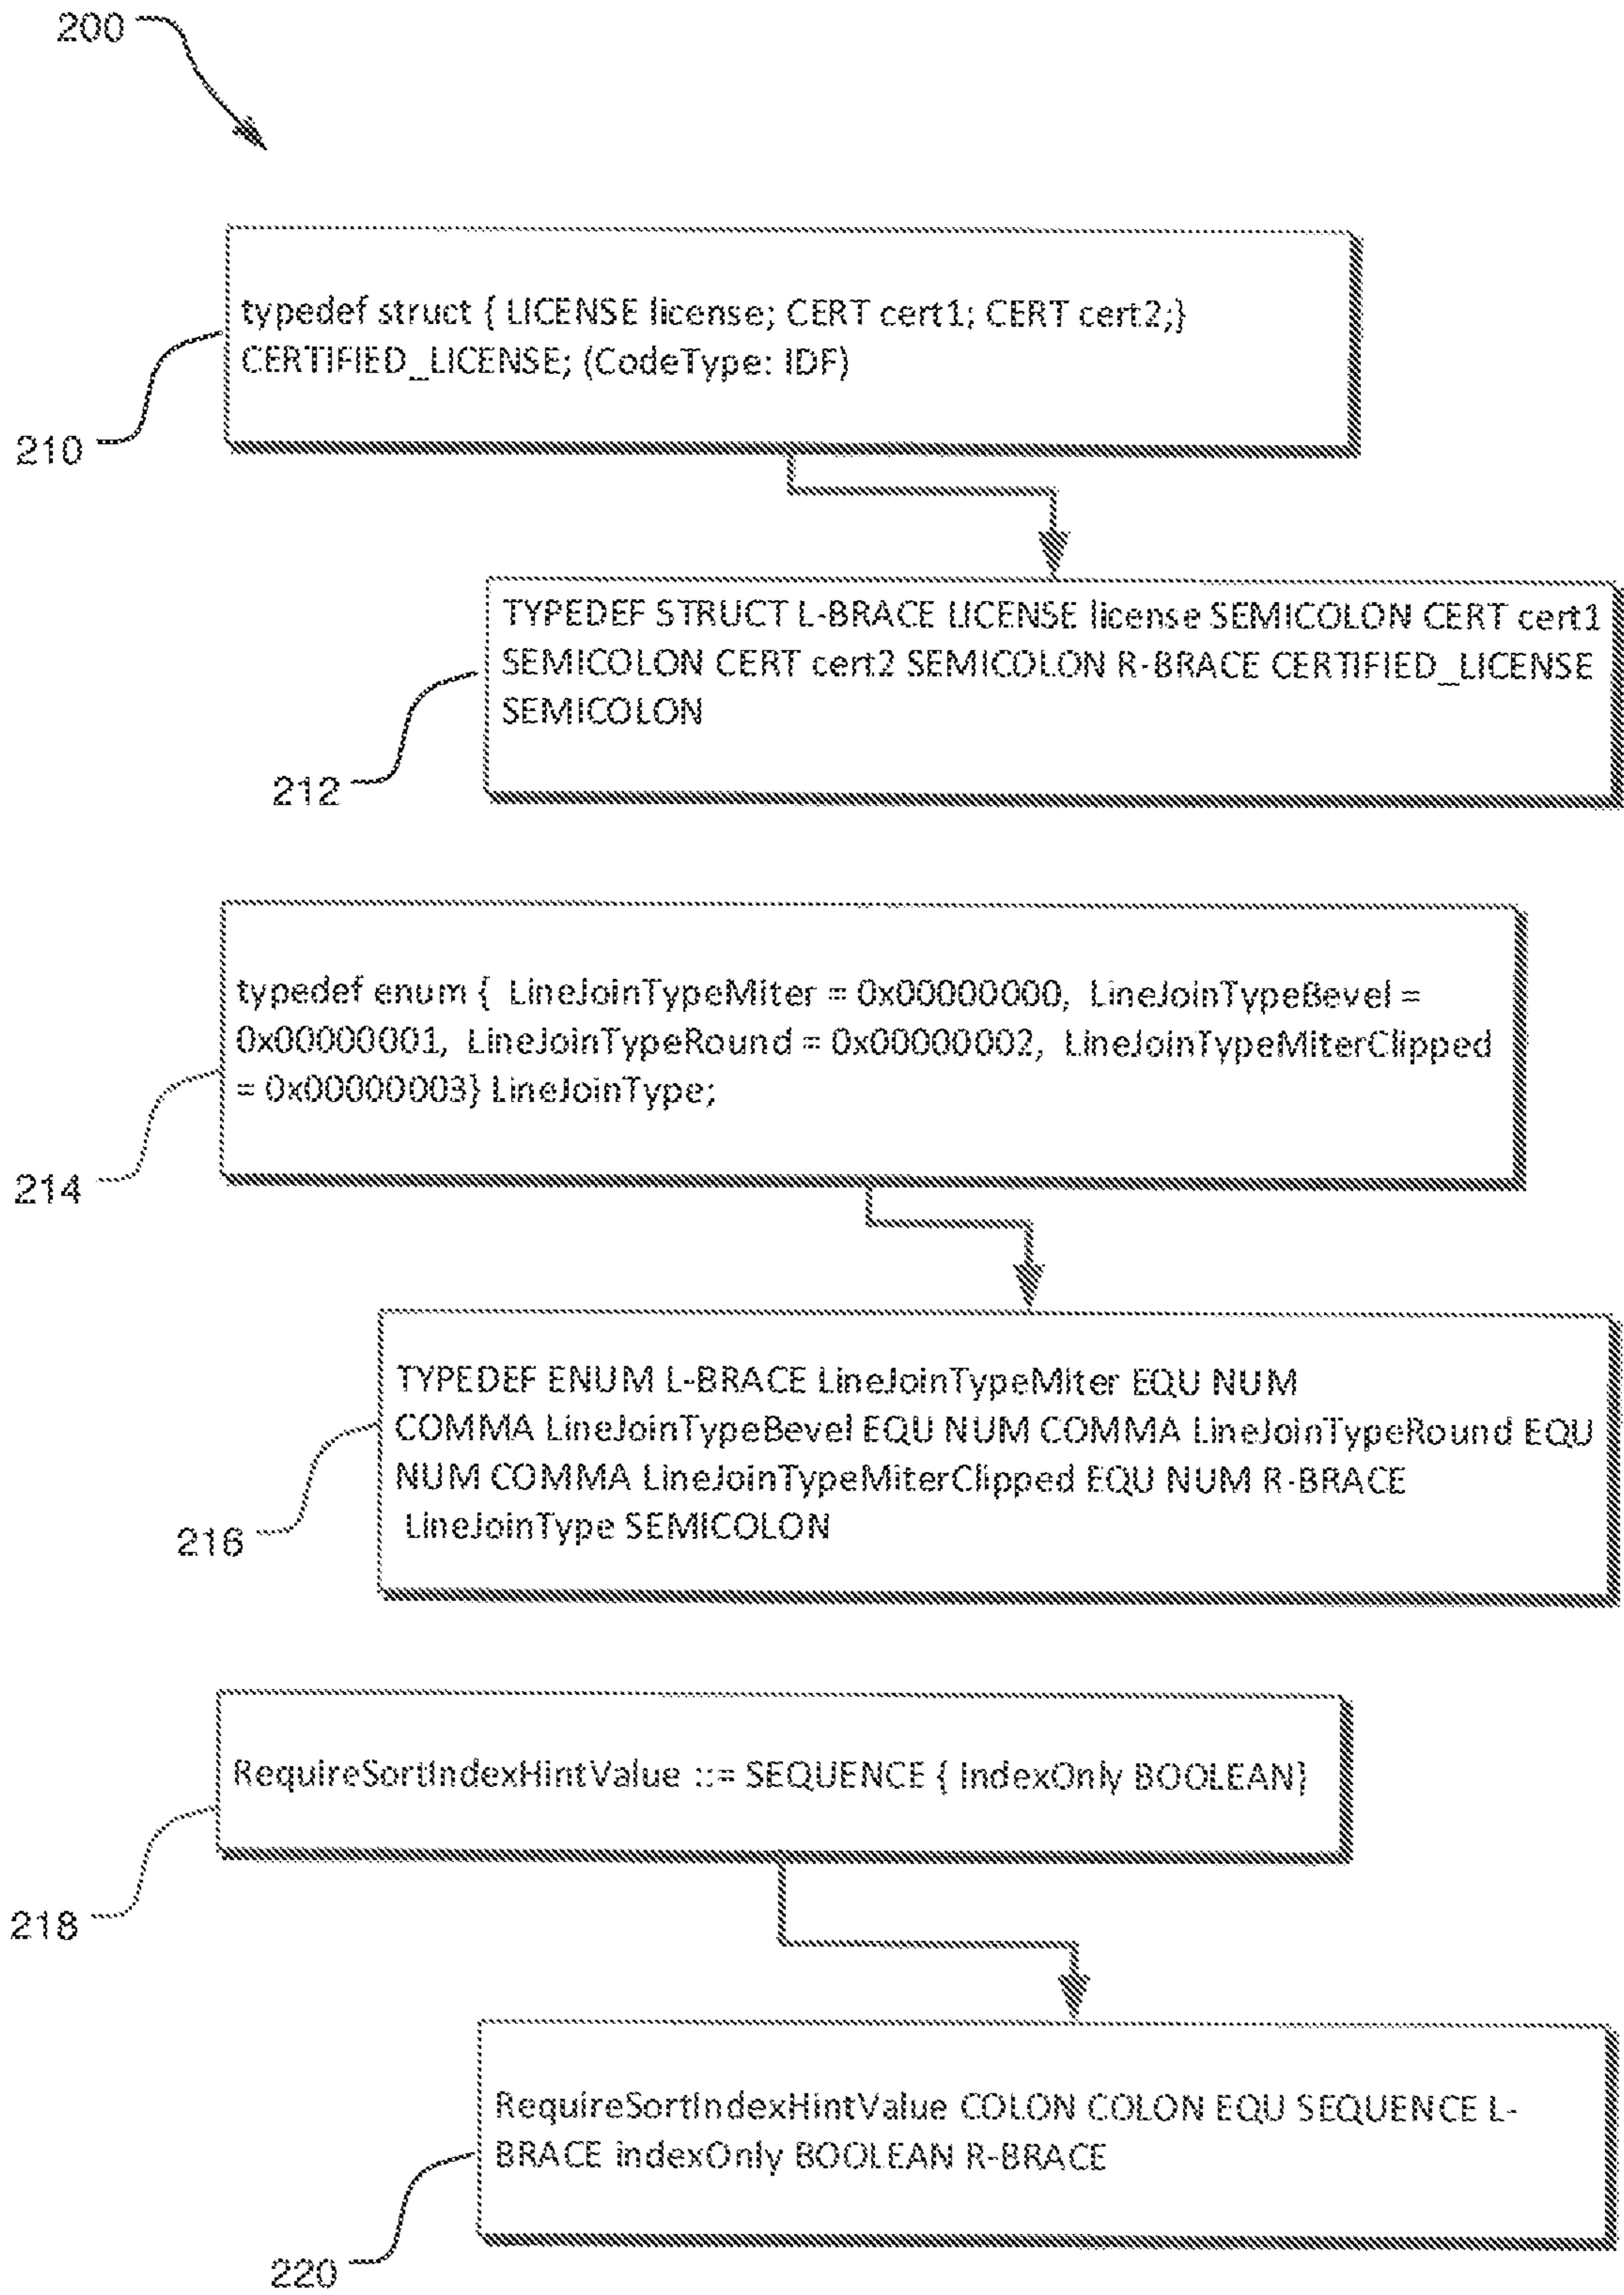 200
typedef struct { LICENSE license; CERT cert1; CERT cert2;}
CERTIFIED_LICENSE; (CodeType: IDF)
210
TYPEDEF STRUCT L-BRACE LICENSE license SEMICOLON CERT cert1
SEMICOLON CERT cert2 SEMICOLON R-BRACE CERTIFIED_LICENSE
SEMICOLON
212
typedef enum { LineJoinTypeMiter = 0x00000000, LineJoinTypeBevel =
0x00000001, LineJoinTypeRound = 0x00000002, LineJoinTypeMiterClipped
= 0x00000003} LineJoinType;
214
TYPEDEF ENUM L-BRACE LineJoinTypeMiter EQU NUM
COMMA LineJoinTypeBevel EQU NUM COMMA LineJoinTypeRound EQU
NUM COMMA LineJoinTypeMiterClipped EQU NUM R-BRACE
LineJoinType SEMICOLON
216
RequireSortIndexHintValue ::= SEQUENCE { IndexOnly BOOLEAN}
218
RequireSortIndexHintValue COLON COLON EQU SEQUENCE L-
BRACE indexOnly BOOLEAN R-BRACE
220